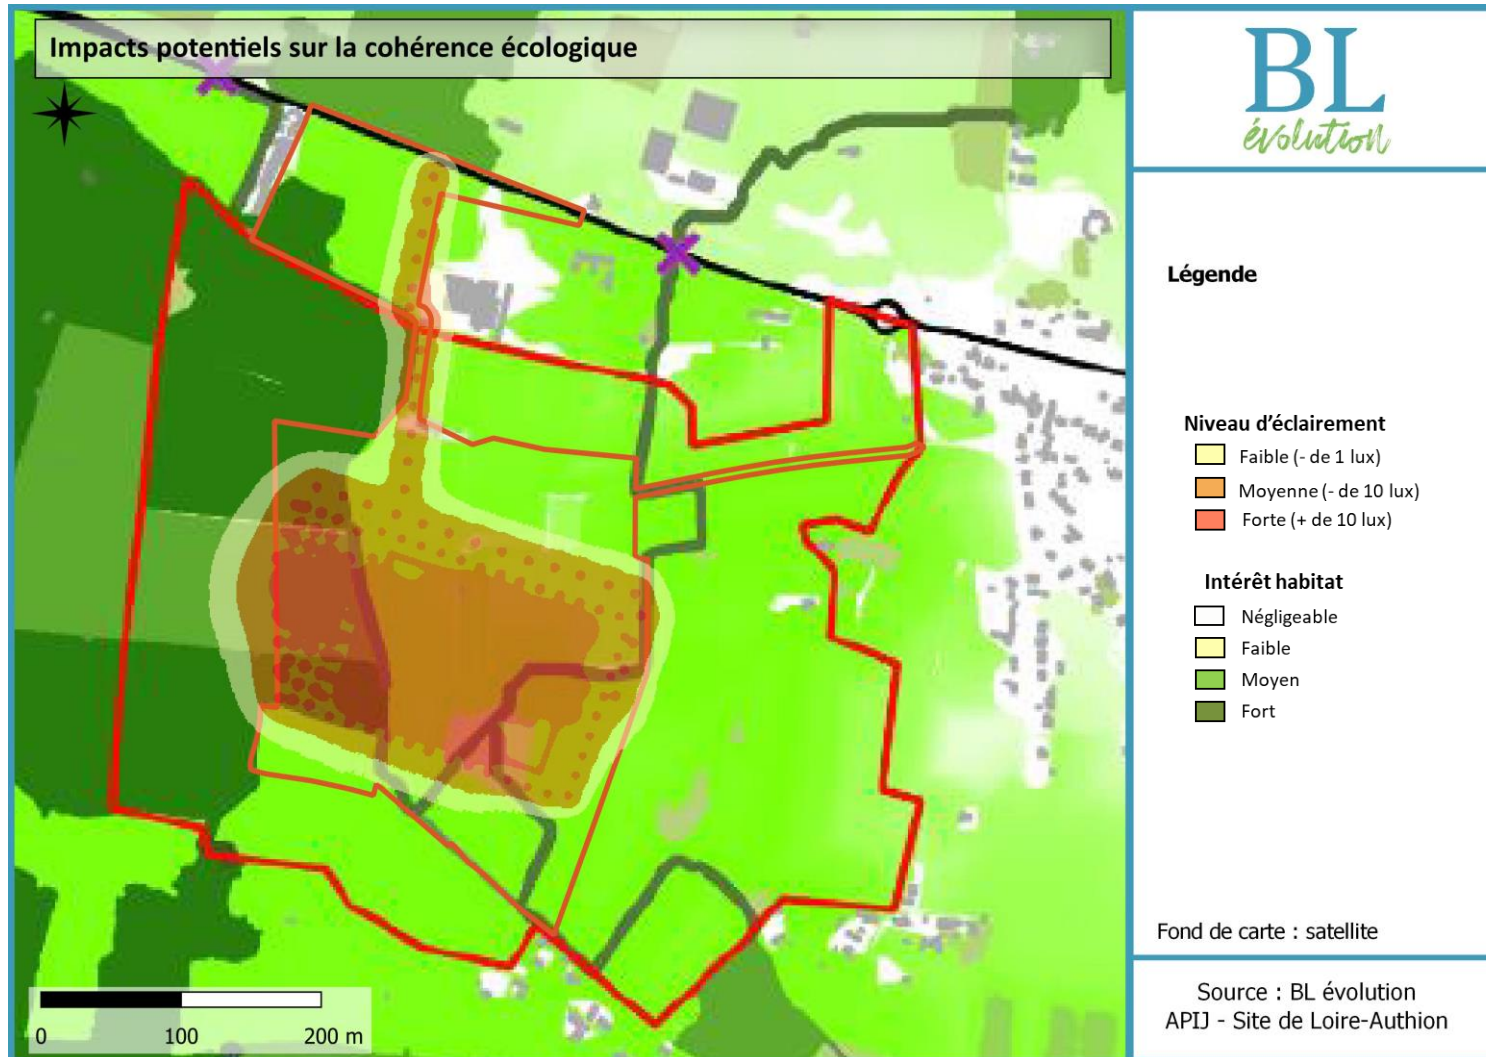 Impacts potentiels sur la cohérence écologique
BL
évolution
Légende
Niveau d'éclairement
Faible (- de 1 lux)
Moyenne (- de 10 lux)
Forte (+ de 10 lux)
Intérêt habitat
Négligeable
Faible
Moyen
Fort
Fond de carte : satellite
Source : BL évolution
APIJ - Site de Loire-Authion
0 100 200 m